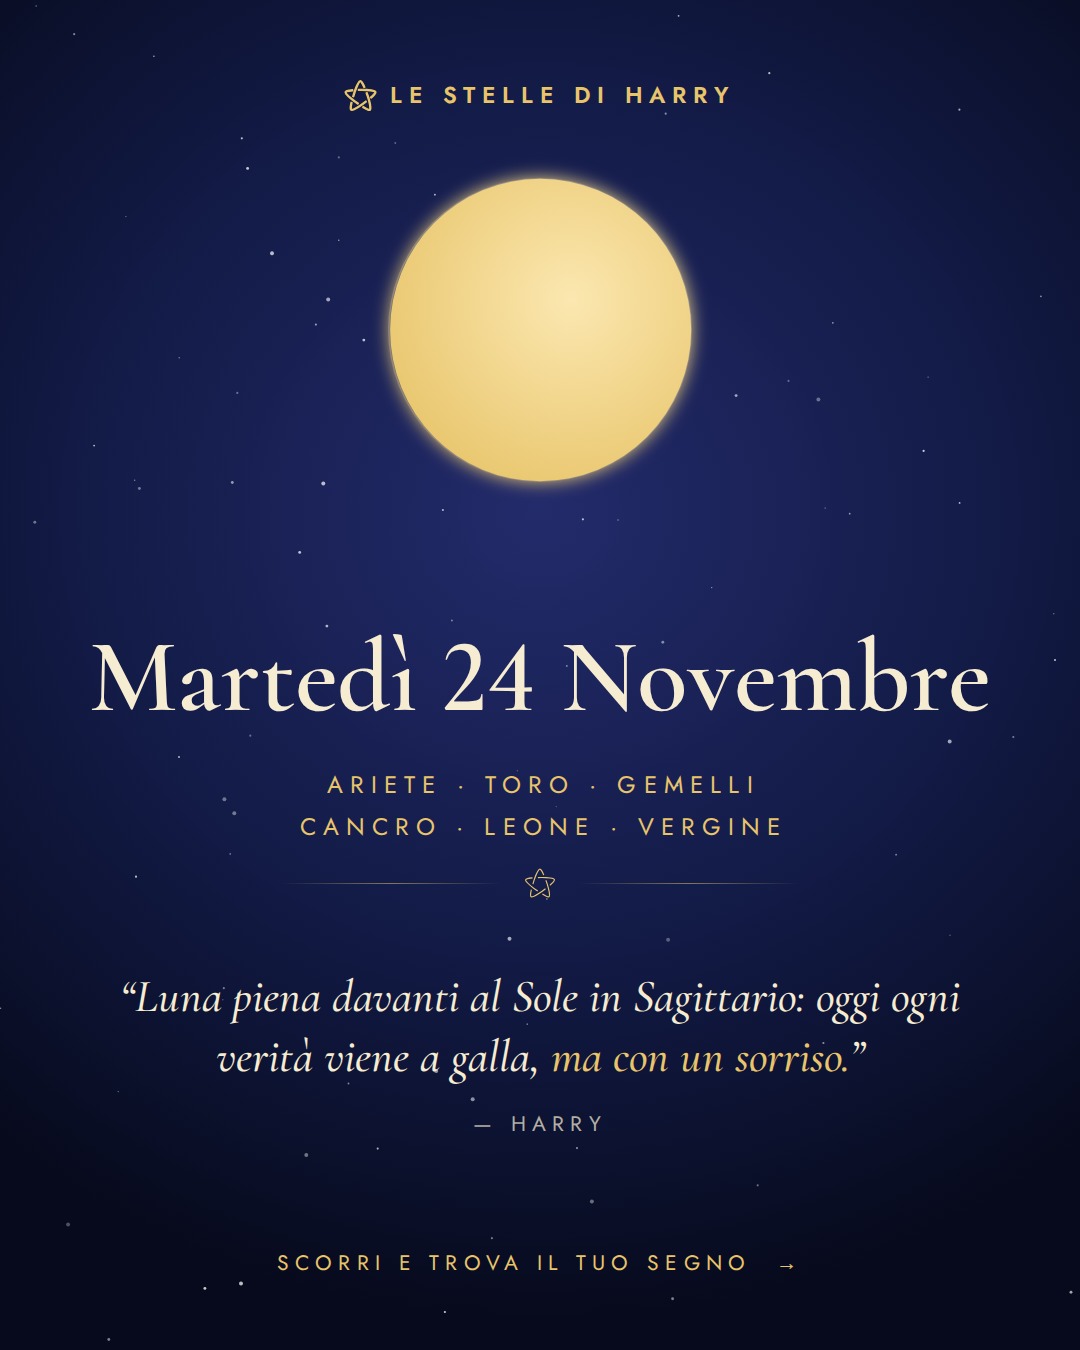 LE STELLE DI HARRY
Martedì 24 Novembre
ARIETE · TORO · GEMELLI
CANCRO · LEONE · VERGINE
“Luna piena davanti al Sole in Sagittario: oggi ogni
verità viene a galla, ma con un sorriso.”
— HARRY
SCORRI E TROVA IL TUO SEGNO →